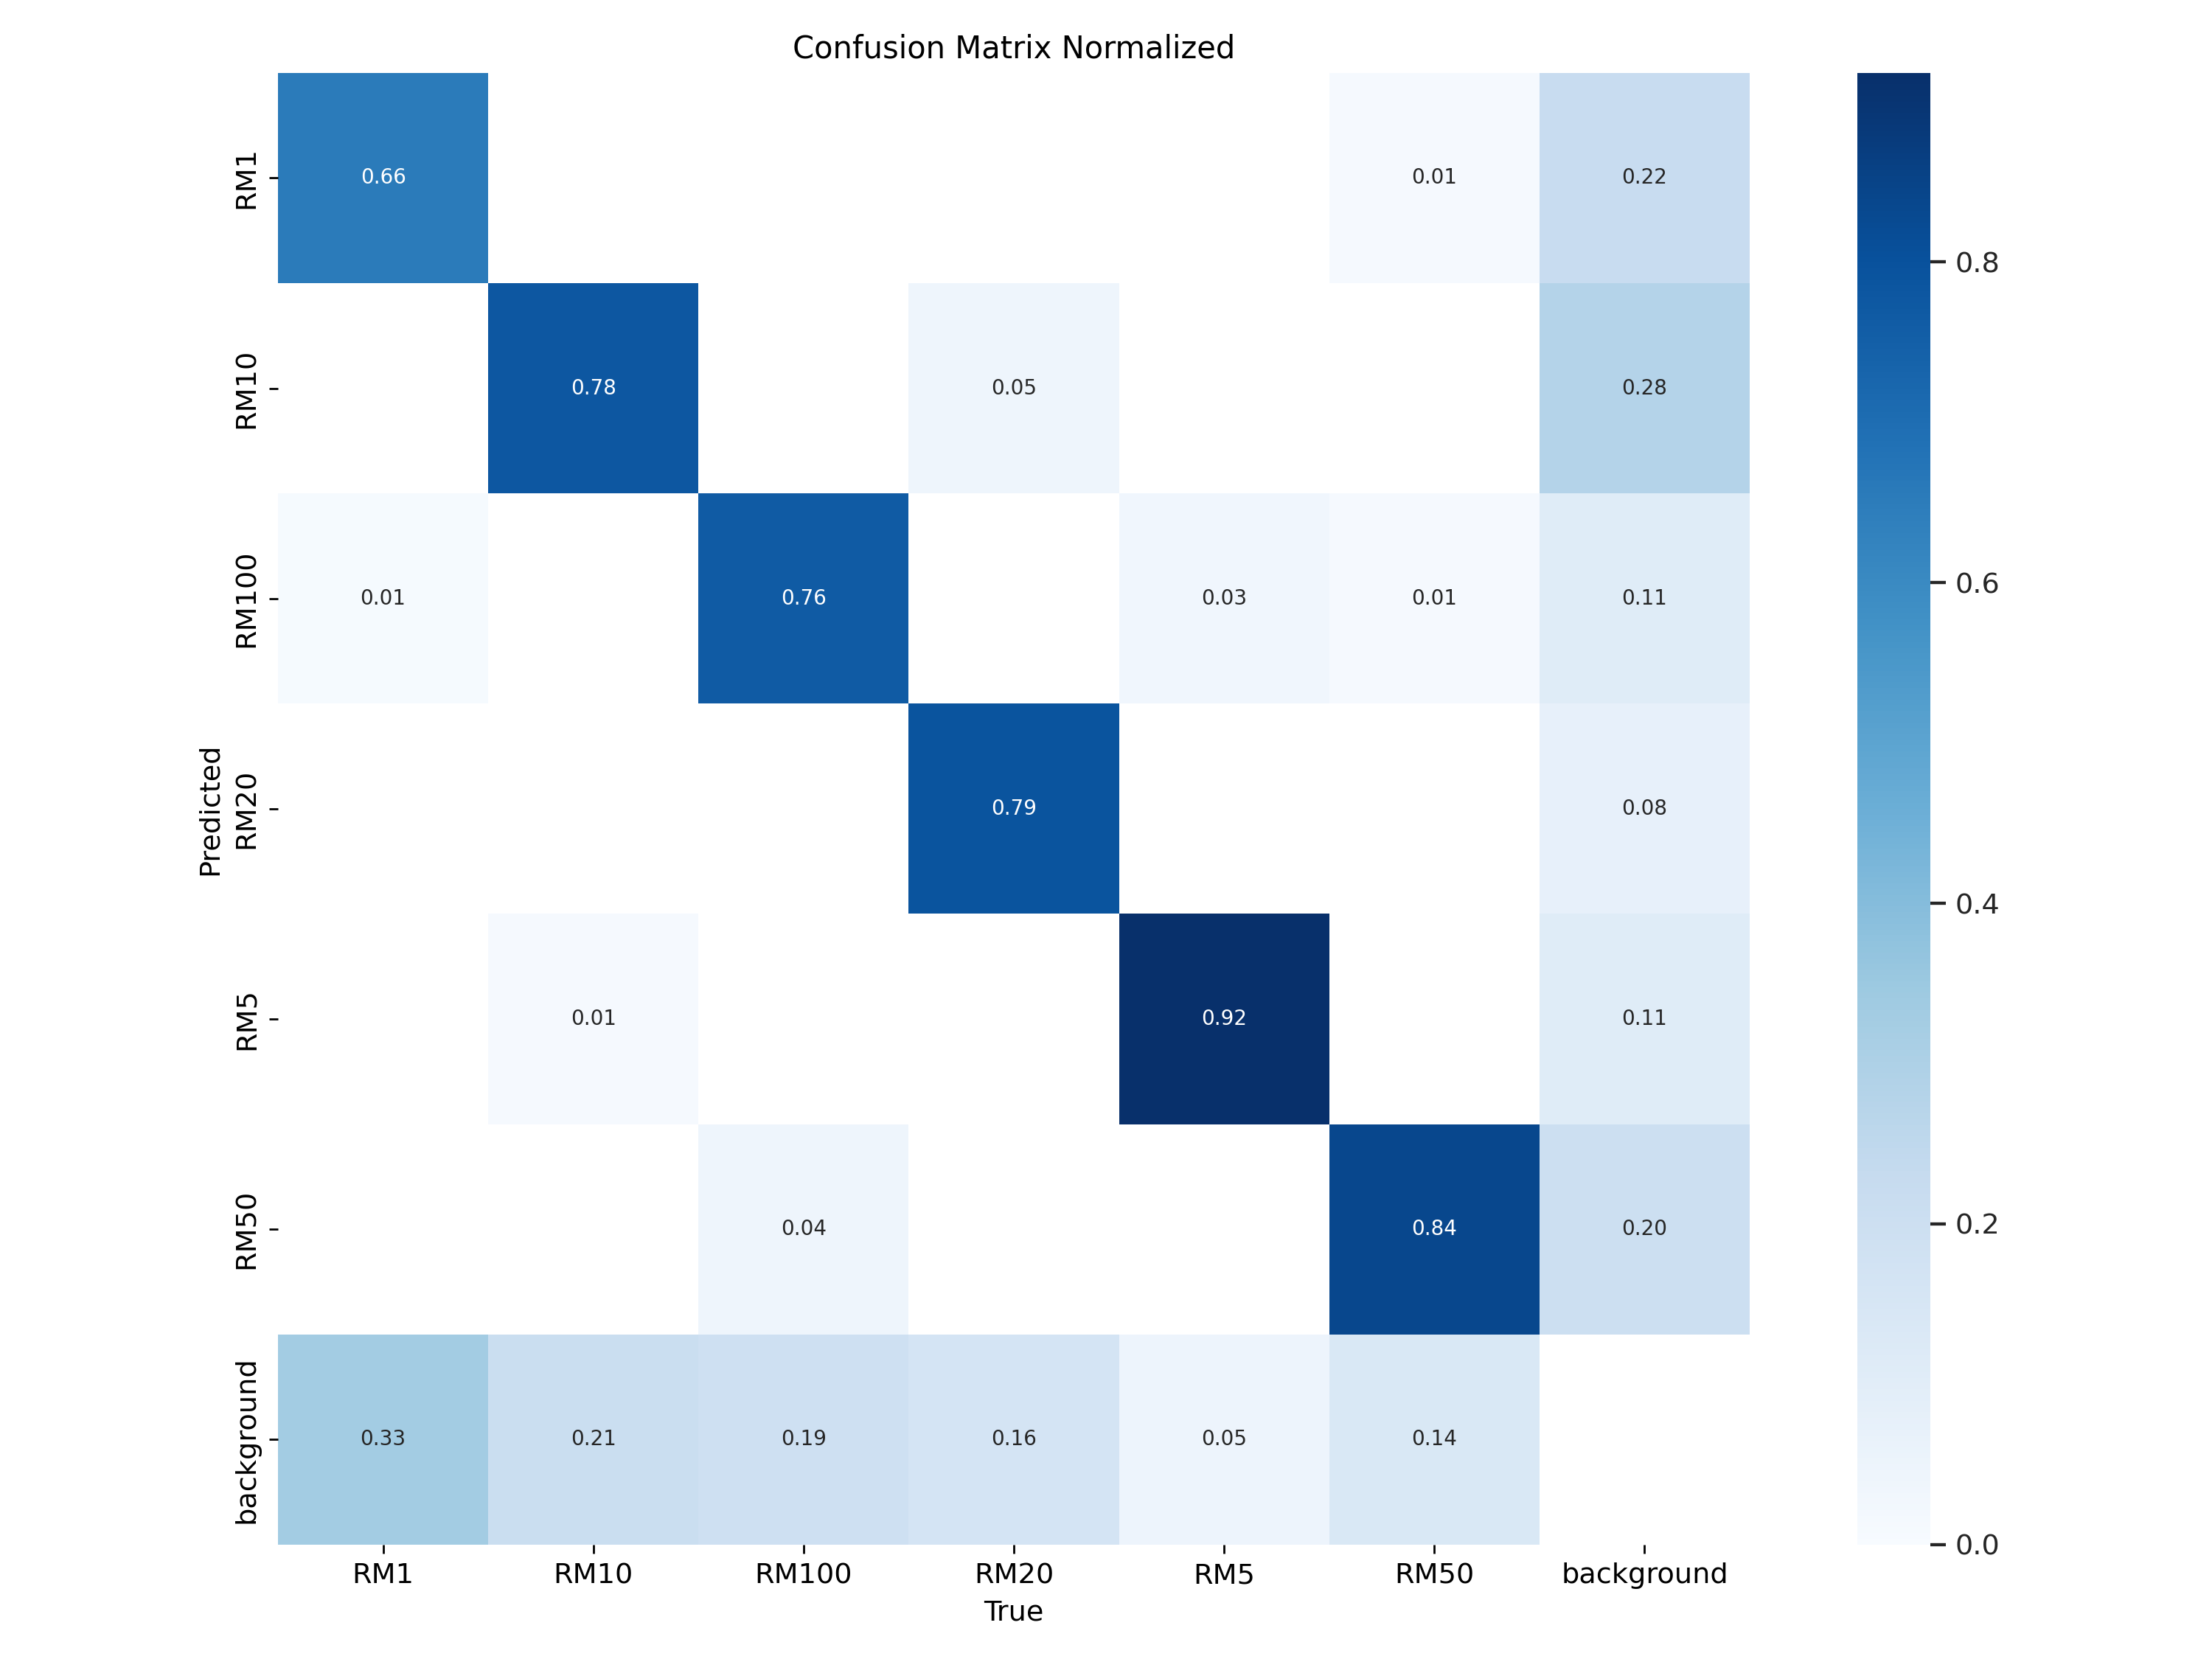 Confusion Matrix Normalized
RM1
0.66
0.01
0.22
RM10
0.78
0.05
0.28
RM100
0.01
0.76
0.03
0.01
0.11
RM20
0.79
0.08
RM5
0.01
0.92
0.11
RM50
0.04
0.84
0.20
background
0.33
0.21
0.19
0.16
0.05
0.14
Predicted
RM1
RM10
RM100
RM20
RM5
RM50
background
True
0.8
0.6
0.4
0.2
0.0